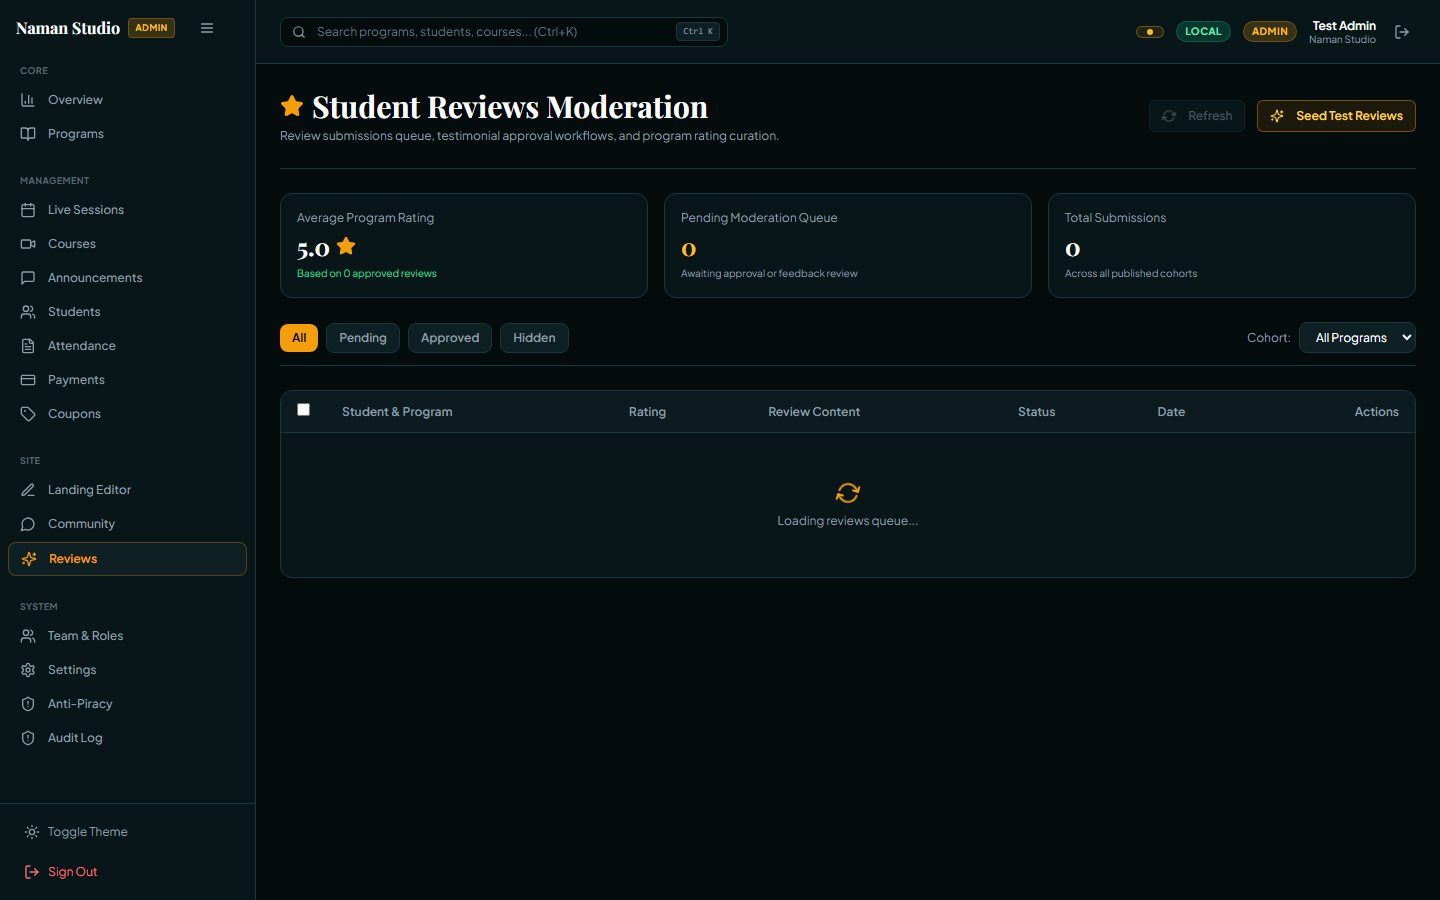 Naman Studio ADMIN
Search programs, students, courses... (Ctrl+K) Ctrl K
LOCAL ADMIN Test Admin
Naman Studio
CORE
Overview
Programs
MANAGEMENT
Live Sessions
Courses
Announcements
Students
Attendance
Payments
Coupons
SITE
Landing Editor
Community
Reviews
SYSTEM
Team & Roles
Settings
Anti-Piracy
Audit Log
Toggle Theme
Sign Out
Student Reviews Moderation
Review submissions queue, testimonial approval workflows, and program rating curation.
Refresh Seed Test Reviews
Average Program Rating
5.0
Based on 0 approved reviews
Pending Moderation Queue
0
Awaiting approval or feedback review
Total Submissions
0
Across all published cohorts
All Pending Approved Hidden Cohort: All Programs
Student & Program Rating Review Content Status Date Actions
Loading reviews queue...